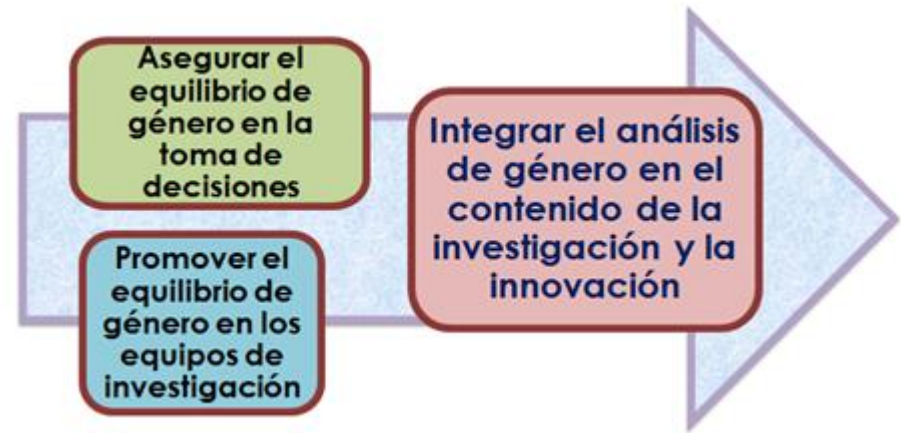 Asegurar el
equilibrio de
género en la
toma de
decisiones
Promover el
equilibrio de
género en los
equipos de
investigación
Integrar el análisis
de género en el
contenido de la
investigación y la
innovación